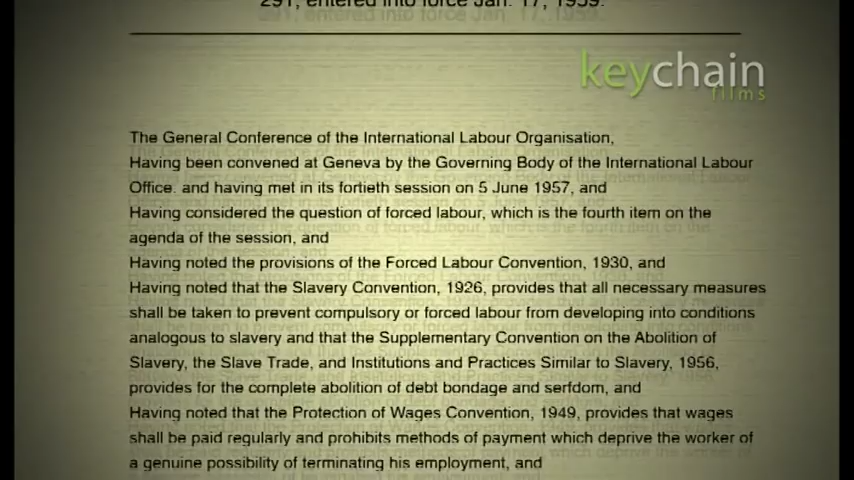 291, entered into force Jan. 17, 1959.
keychain
films
The General Conference of the International Labour Organisation,
Having been convened at Geneva by the Governing Body of the International Labour
Office. and having met in its fortieth session on 5 June 1957, and
Having considered the question of forced labour, which is the fourth item on the
agenda of the session, and
Having noted the provisions of the Forced Labour Convention, 1930, and
Having noted that the Slavery Convention, 1926, provides that all necessary measures
shall be taken to prevent compulsory or forced labour from developing into conditions
analogous to slavery and that the Supplementary Convention on the Abolition of
Slavery, the Slave Trade, and Institutions and Practices Similar to Slavery, 1956,
provides for the complete abolition of debt bondage and serfdom, and
Having noted that the Protection of Wages Convention, 1949, provides that wages
shall be paid regularly and prohibits methods of payment which deprive the worker of
a genuine possibility of terminating his employment, and